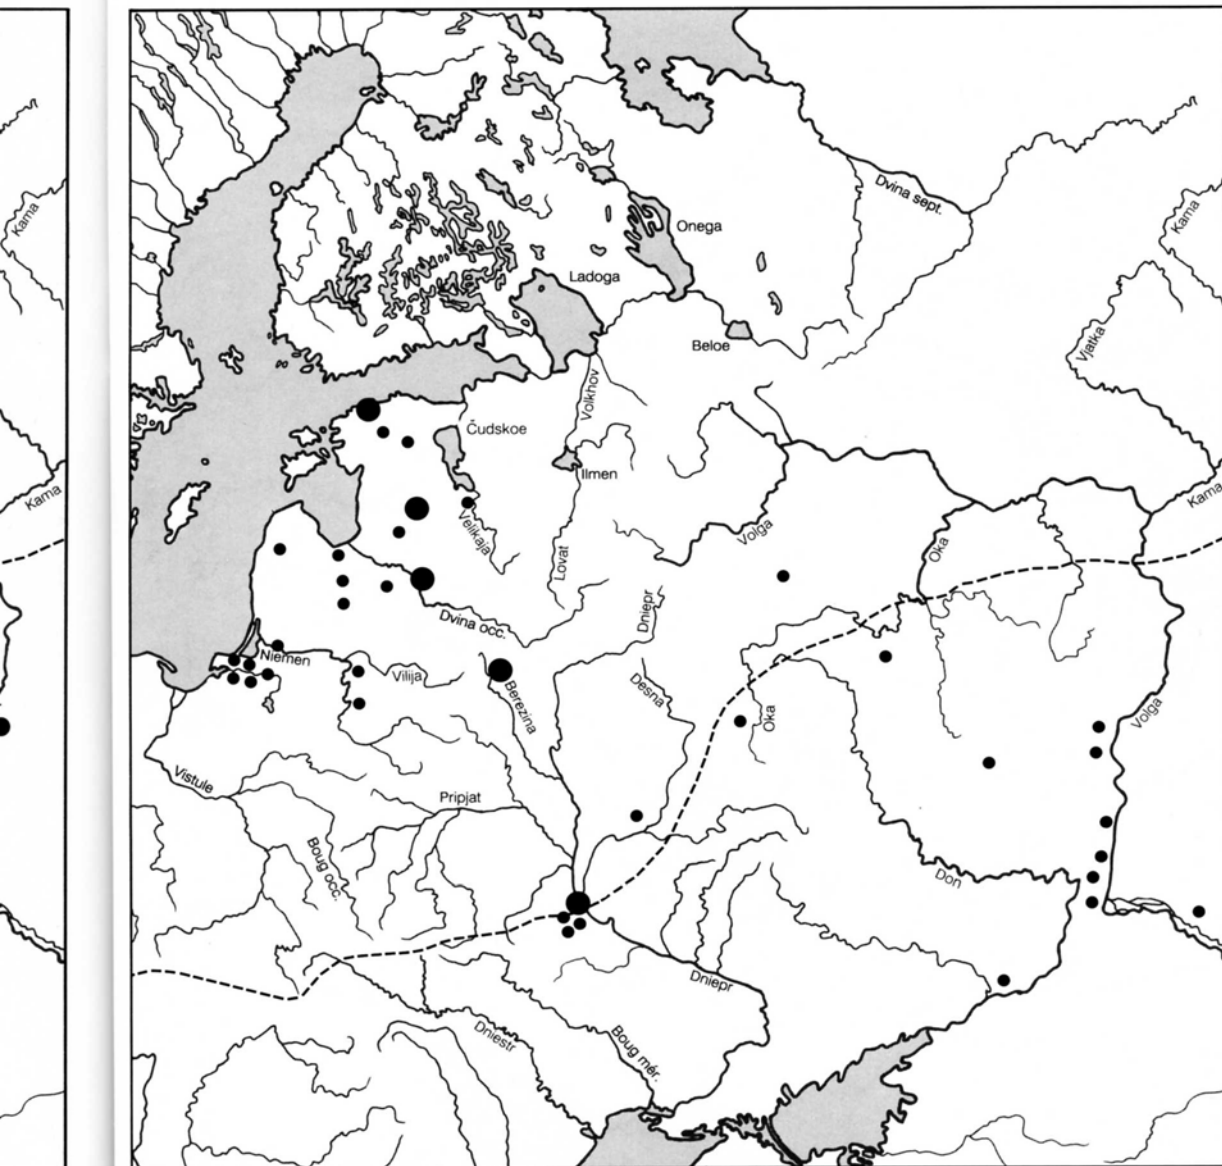 Kama
Kama
Dvina sept.
Kama
Onega
Ladoga
Beloe
Vjatka
Volkhov
Čudskoe
Ilmen
Kama
Velikaja
Volga
Oka
Lovat
Dniepr
Dvina occ.
Niemen
Vilija
Desna
Berezina
Oka
Volga
Vistule
Pripjat
Boug occ.
Don
Dniepr
Dniestr
Boug mér.